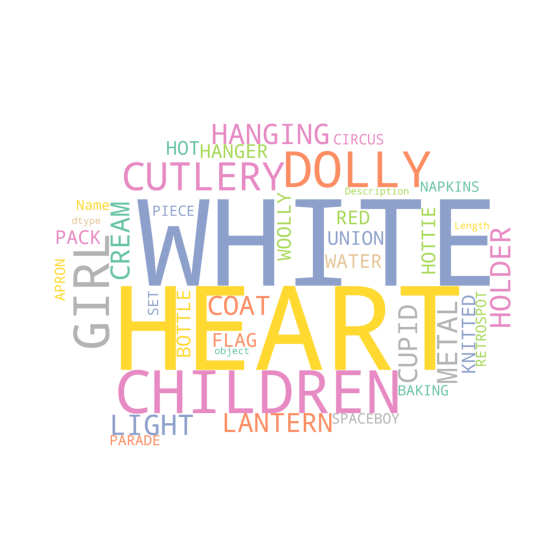 HANGING
CIRCUS
HOT
HANGER
CUTLERY
DOLLY
Description
NAPKINS
Name
dtype
PACK
CREAM
PIECE
WHITE
WOOLLY
RED
UNION
WATER
HOTTIE
Length
HOLDER
APRON
GIRL
SET
BOTTLE
HEART
COAT
FLAG
object
CUPID
METAL
KNITTED
RETROSPOT
CHILDREN
BAKING
LIGHT
LANTERN
SPACEBOY
PARADE